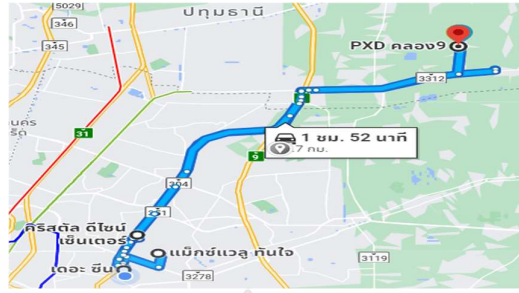 5029
ปทุมธานี
346
345
PXD คลอง9
3312
31
1 ชม. 52 นาที
.7 กม.
9
304
คริสตัล ดีไซน์
เซ็นเตอร์
แม็กซ์แวลู ทันใจ
3119
เดอะ ซีน
3278